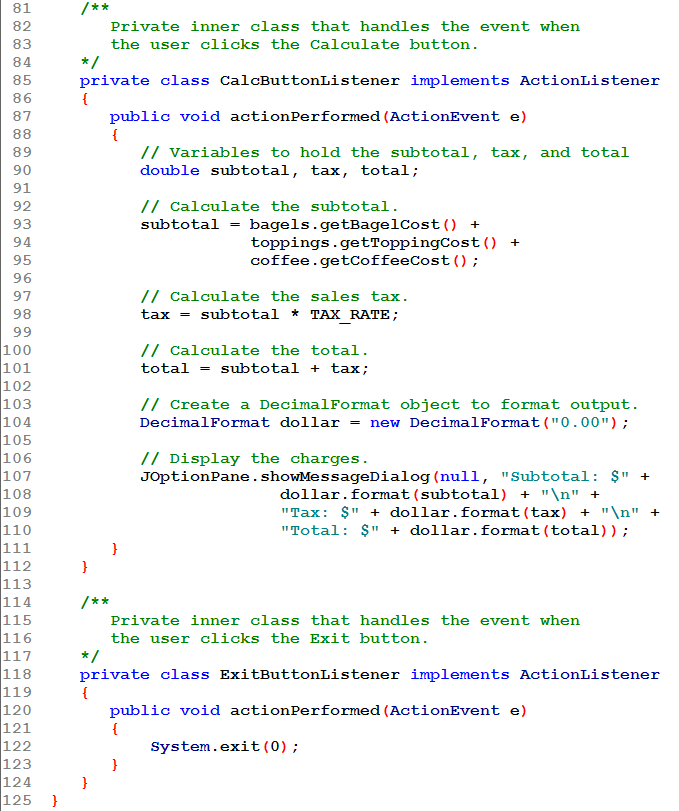 81 /**
82 Private inner class that handles the event when
83 the user clicks the Calculate button.
84 */
85 private class CalcButtonListener implements ActionListener
86 {
87 public void actionPerformed(ActionEvent e)
88 {
89 // Variables to hold the subtotal, tax, and total
90 double subtotal, tax, total;
91
92 // Calculate the subtotal.
93 subtotal = bagels.getBagelCost() +
94 toppings.getToppingCost() +
95 coffee.getCoffeeCost();
96
97 // Calculate the sales tax.
98 tax = subtotal * TAX_RATE;
99
100 // Calculate the total.
101 total = subtotal + tax;
102
103 // Create a DecimalFormat object to format output.
104 DecimalFormat dollar = new DecimalFormat("0.00");
105
106 // Display the charges.
107 JOptionPane.showMessageDialog(null, "Subtotal: $" +
108 dollar.format(subtotal) + "\n" +
109 "Tax: $" + dollar.format(tax) + "\n" +
110 "Total: $" + dollar.format(total));
111 }
112 }
113
114 /**
115 Private inner class that handles the event when
116 the user clicks the Exit button.
117 */
118 private class ExitButtonListener implements ActionListener
119 {
120 public void actionPerformed(ActionEvent e)
121 {
122 System.exit(0);
123 }
124 }
125 }